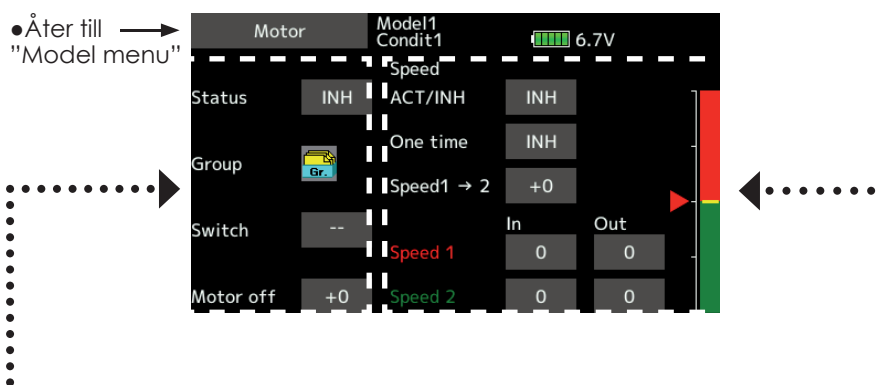 ●Åter till
”Model menu”
Motor
Model1
Condit1
6.7V
Status INH
Group Gr.
Switch --
Motor off +0
Speed
ACT/INH INH
One time INH
Speed1 → 2 +0
In Out
Speed 1 0 0
Speed 2 0 0